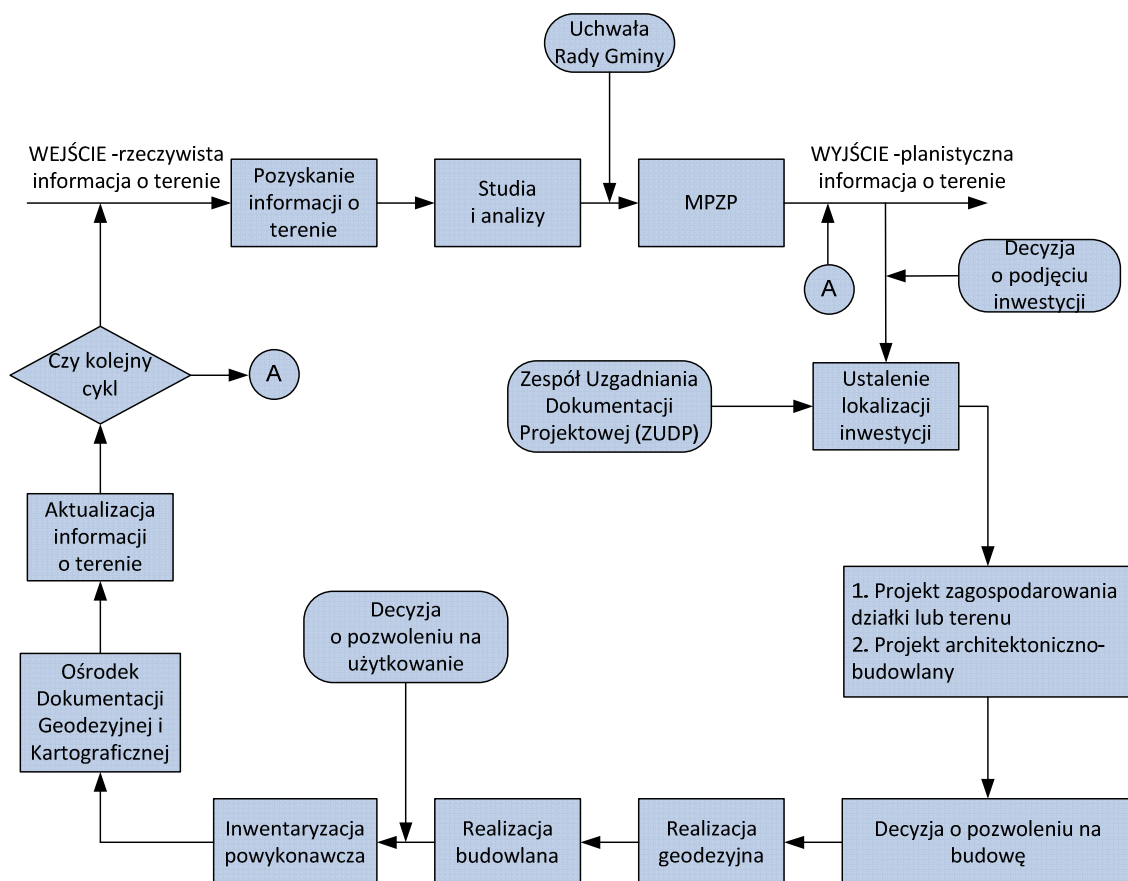 Uchwała
Rady Gminy
WEJŚCIE -rzeczywista
informacja o terenie
Pozyskanie
informacji o
terenie
Studia
i analizy
MPZP
WYJŚCIE -planistyczna
informacja o terenie
A
Decyzja
o podjęciu
inwestycji
Czy kolejny
cykl
A
Zespół Uzgadniania
Dokumentacji
Projektowej (ZUDP)
Ustalenie
lokalizacji
inwestycji
Aktualizacja
informacji
o terenie
1. Projekt zagospodarowania
działki lub terenu
2. Projekt architektoniczno-
budowlany
Decyzja
o pozwoleniu na
użytkowanie
Ośrodek
Dokumentacji
Geodezyjnej i
Kartograficznej
Inwentaryzacja
powykonawcza
Realizacja
budowlana
Realizacja
geodezyjna
Decyzja o pozwoleniu na
budowę